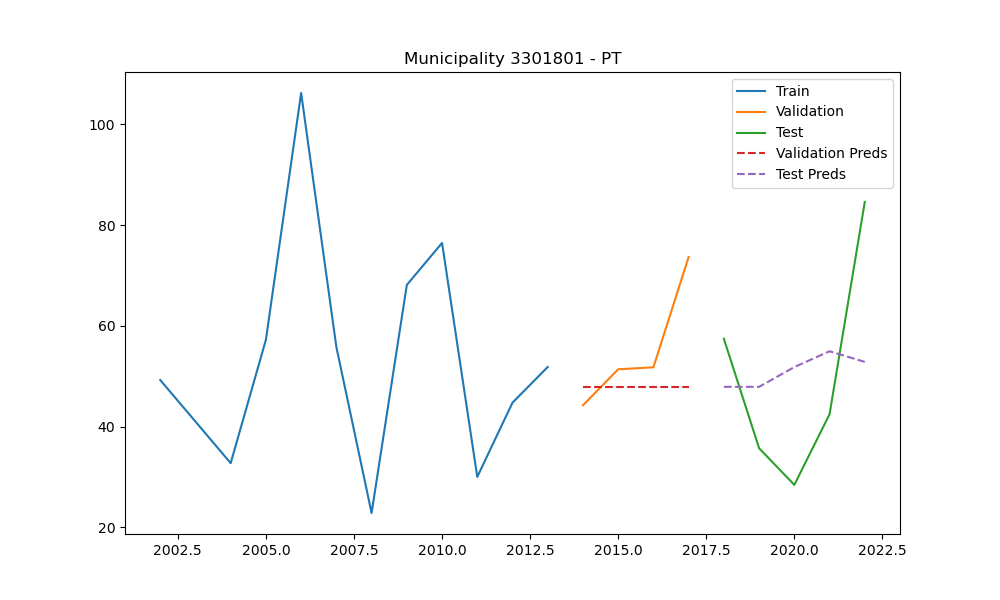 Municipality 3301801 - PT
Train
Validation
Test
Validation Preds
Test Preds
100
80
60
40
20
2002.5 2005.0 2007.5 2010.0 2012.5 2015.0 2017.5 2020.0 2022.5